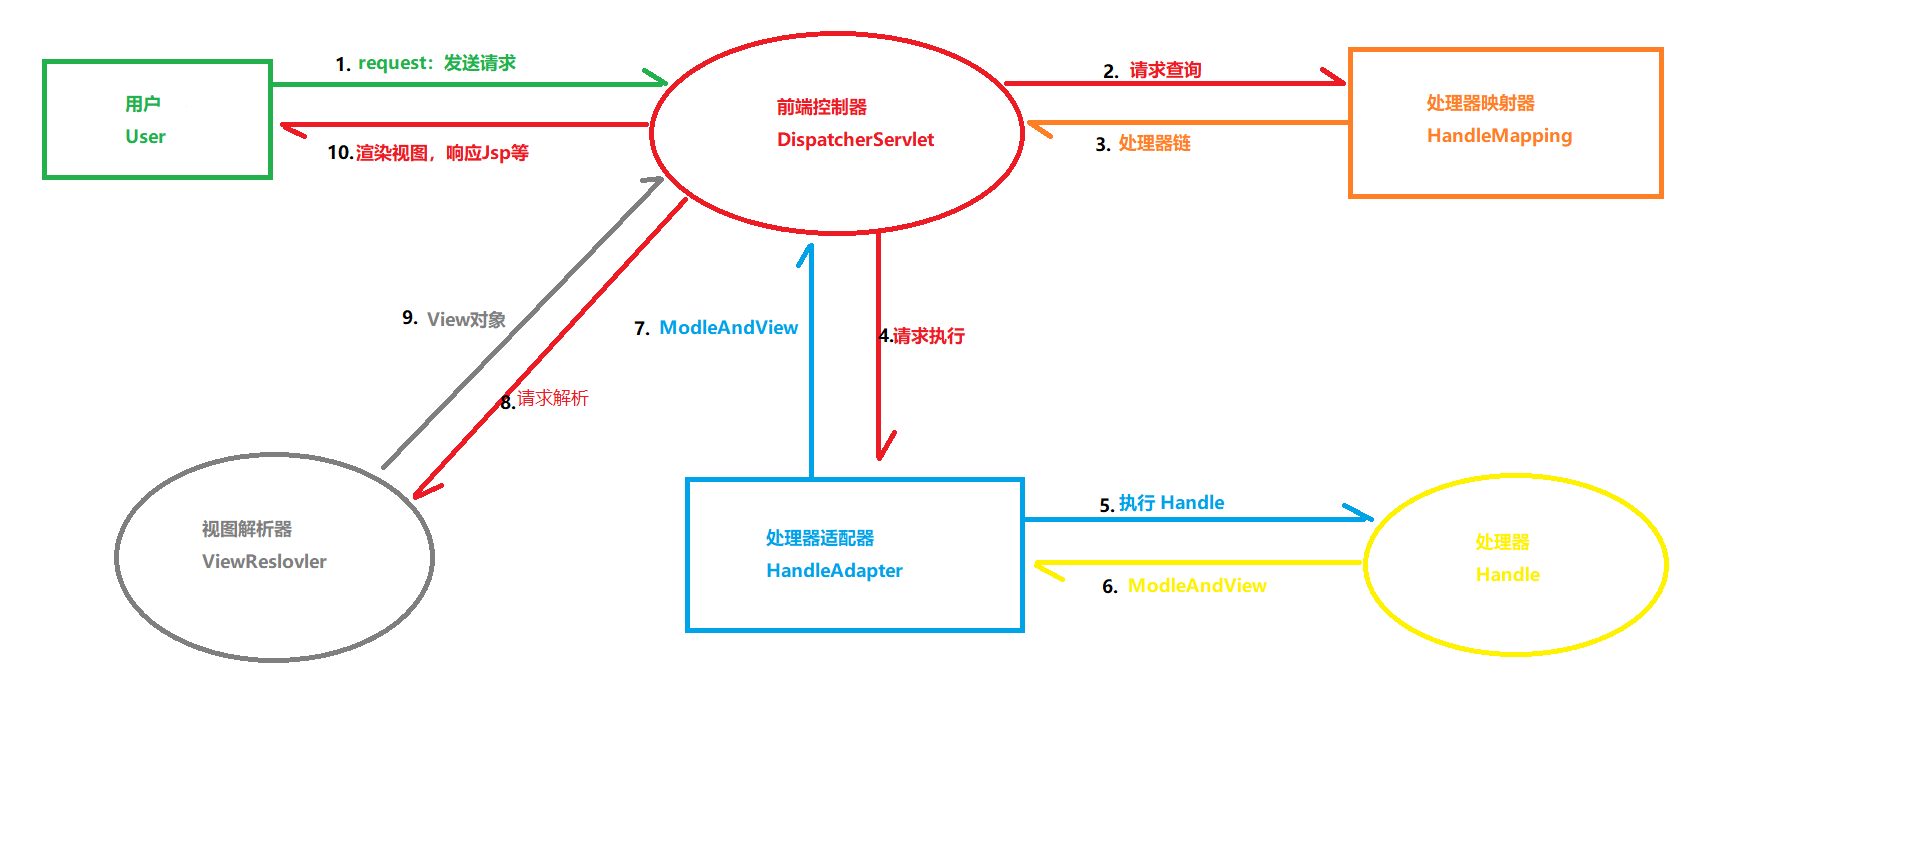 1. request：发送请求
用户
User
10.渲染视图，响应Jsp等
前端控制器
DispatcherServlet
2. 请求查询
3. 处理器链
处理器映射器
HandleMapping
9. View对象
7. ModleAndView
4.请求执行
8.请求解析
视图解析器
ViewReslovler
处理器适配器
HandleAdapter
5.执行 Handle
6. ModleAndView
处理器
Handle